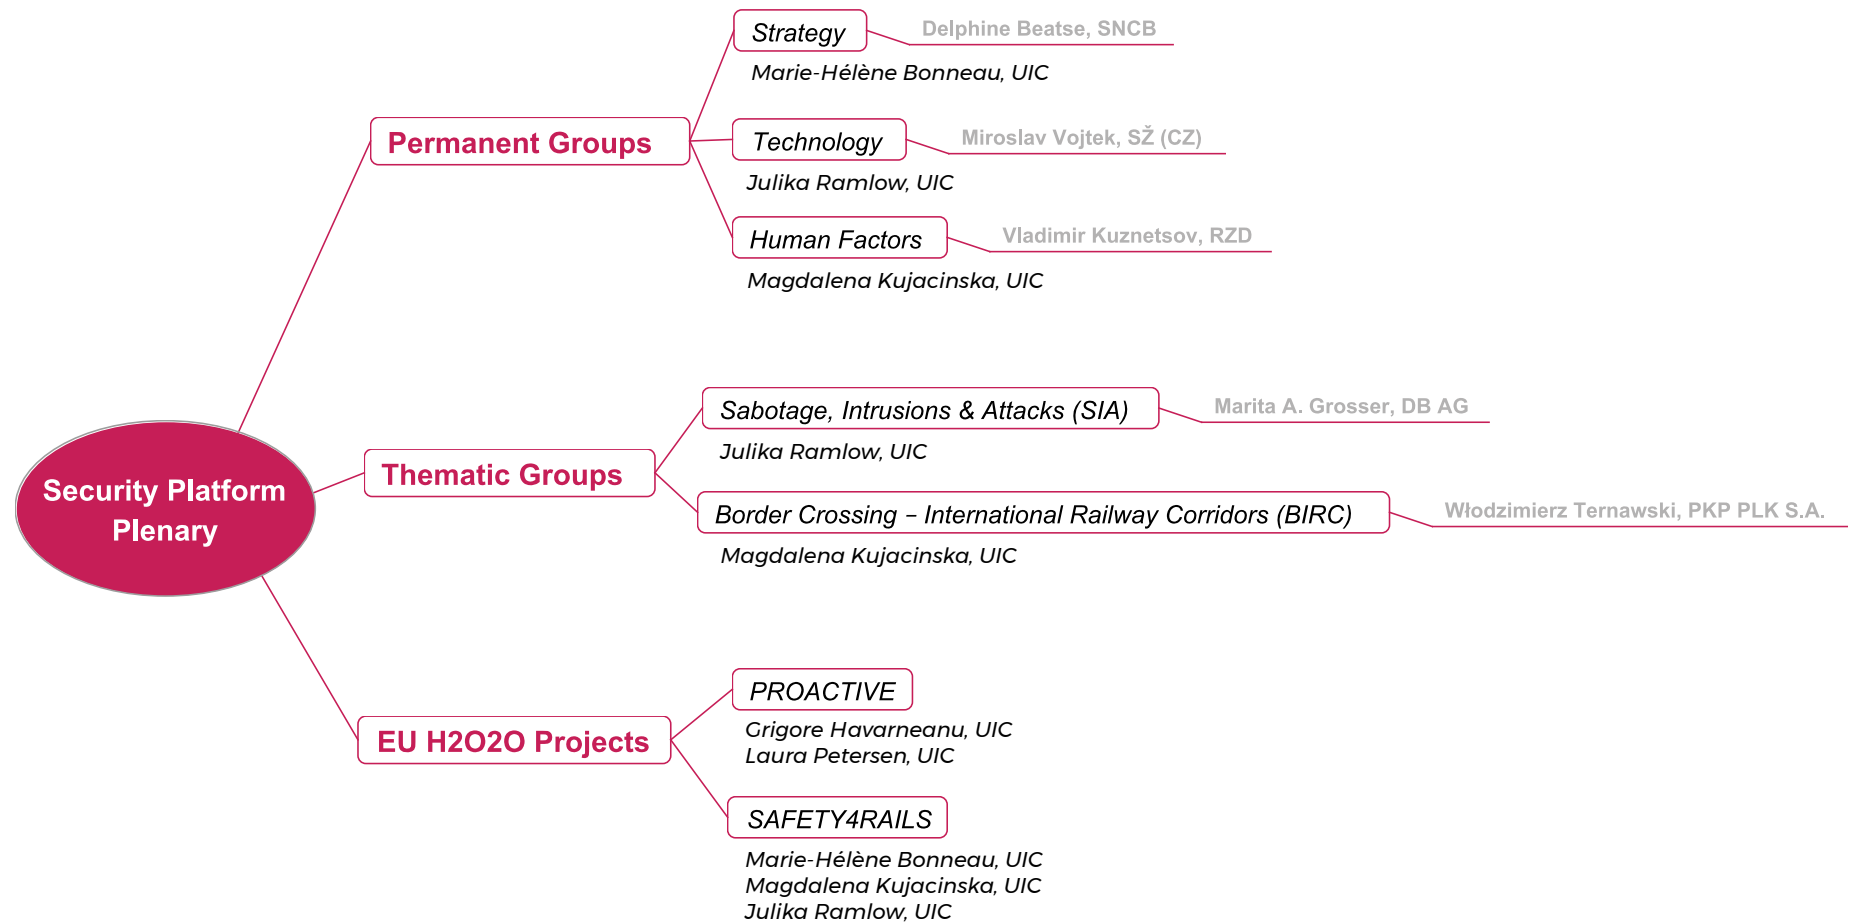 Strategy
Delphine Beatse, SNCB
Marie-Hélène Bonneau, UIC
Permanent Groups
Technology
Miroslav Vojtek, SŽ (CZ)
Julika Ramlow, UIC
Human Factors
Vladimir Kuznetsov, RZD
Magdalena Kujacinska, UIC
Security Platform
Plenary
Thematic Groups
Sabotage, Intrusions & Attacks (SIA)
Marita A. Grosser, DB AG
Julika Ramlow, UIC
Border Crossing – International Railway Corridors (BIRC)
Włodzimierz Ternawski, PKP PLK S.A.
Magdalena Kujacinska, UIC
EU H2O2O Projects
PROACTIVE
Grigore Havarneanu, UIC
Laura Petersen, UIC
SAFETY4RAILS
Marie-Hélène Bonneau, UIC
Magdalena Kujacinska, UIC
Julika Ramlow, UIC